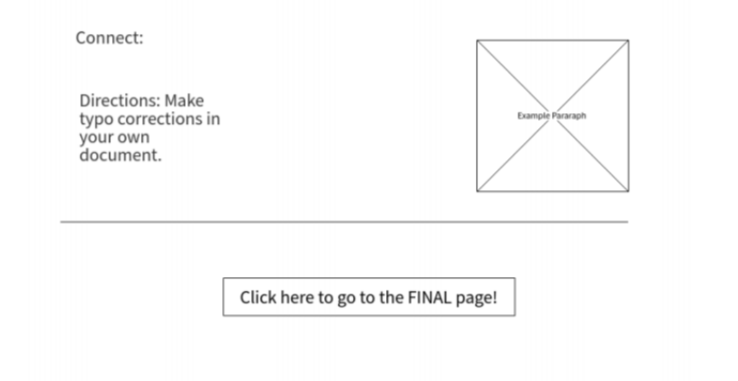 Connect:
Directions: Make
typo corrections in
your own
document.
Example Pararaph
Click here to go to the FINAL page!